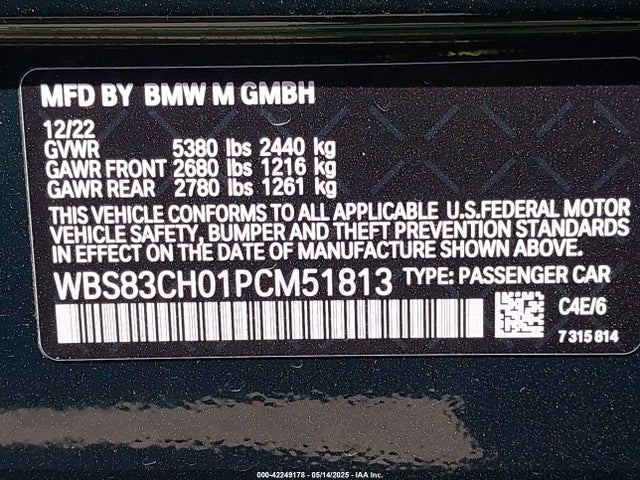 MFD BY BMW M GMBH
12/22
GVWR 5380 lbs 2440 kg
GAWR FRONT 2680 lbs 1216 kg
GAWR REAR 2780 lbs 1261 kg
THIS VEHICLE CONFORMS TO ALL APPLICABLE U.S.FEDERAL MOTOR
VEHICLE SAFETY, BUMPER AND THEFT PREVENTION STANDARDS
IN EFFECT ON THE DATE OF MANUFACTURE SHOWN ABOVE.
WBS83CH01PCM51813 TYPE: PASSENGER CAR
C4E/6
7 315 814
000-42249178 - 05/14/2025 - IAA Inc.